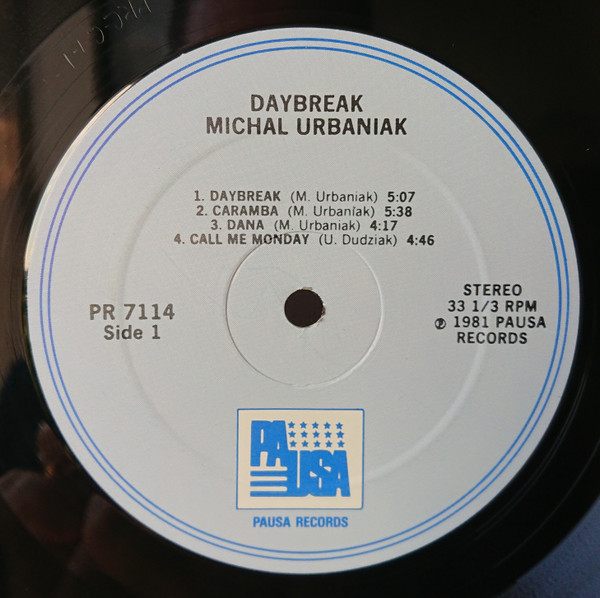 DAYBREAK
MICHAL URBANIAK
1. DAYBREAK (M. Urbaniak) 5:07
2. CARAMBA (M. Urbaniak) 5:38
3. DANA (M. Urbaniak) 4:17
4. CALL ME MONDAY (U. Dudziak) 4:46
PR 7114
Side 1
STEREO
33 1/3 RPM
℗ 1981 PAUSA
RECORDS
PA
USA
PAUSA RECORDS